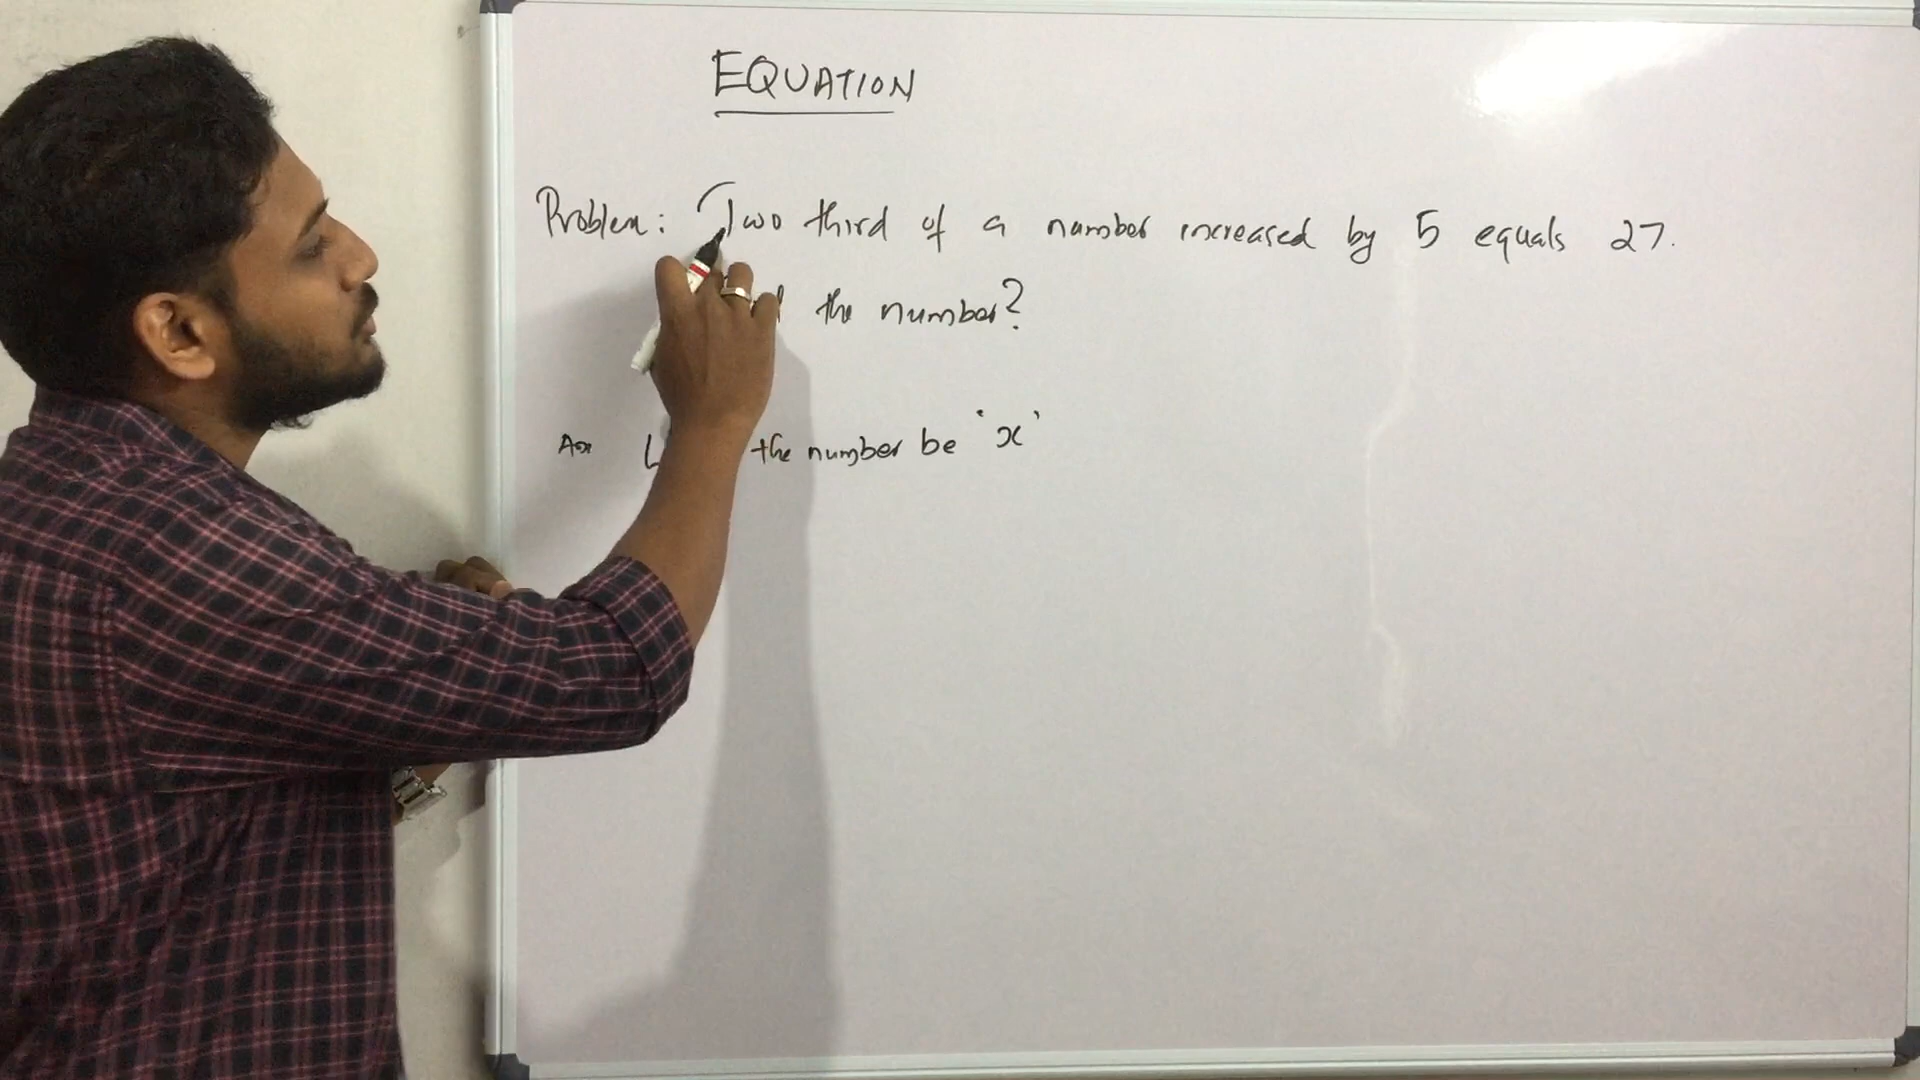 EQUATION
Problem: Two third of a number increased by 5 equals 27.
the number?
Ans the number be 'x'